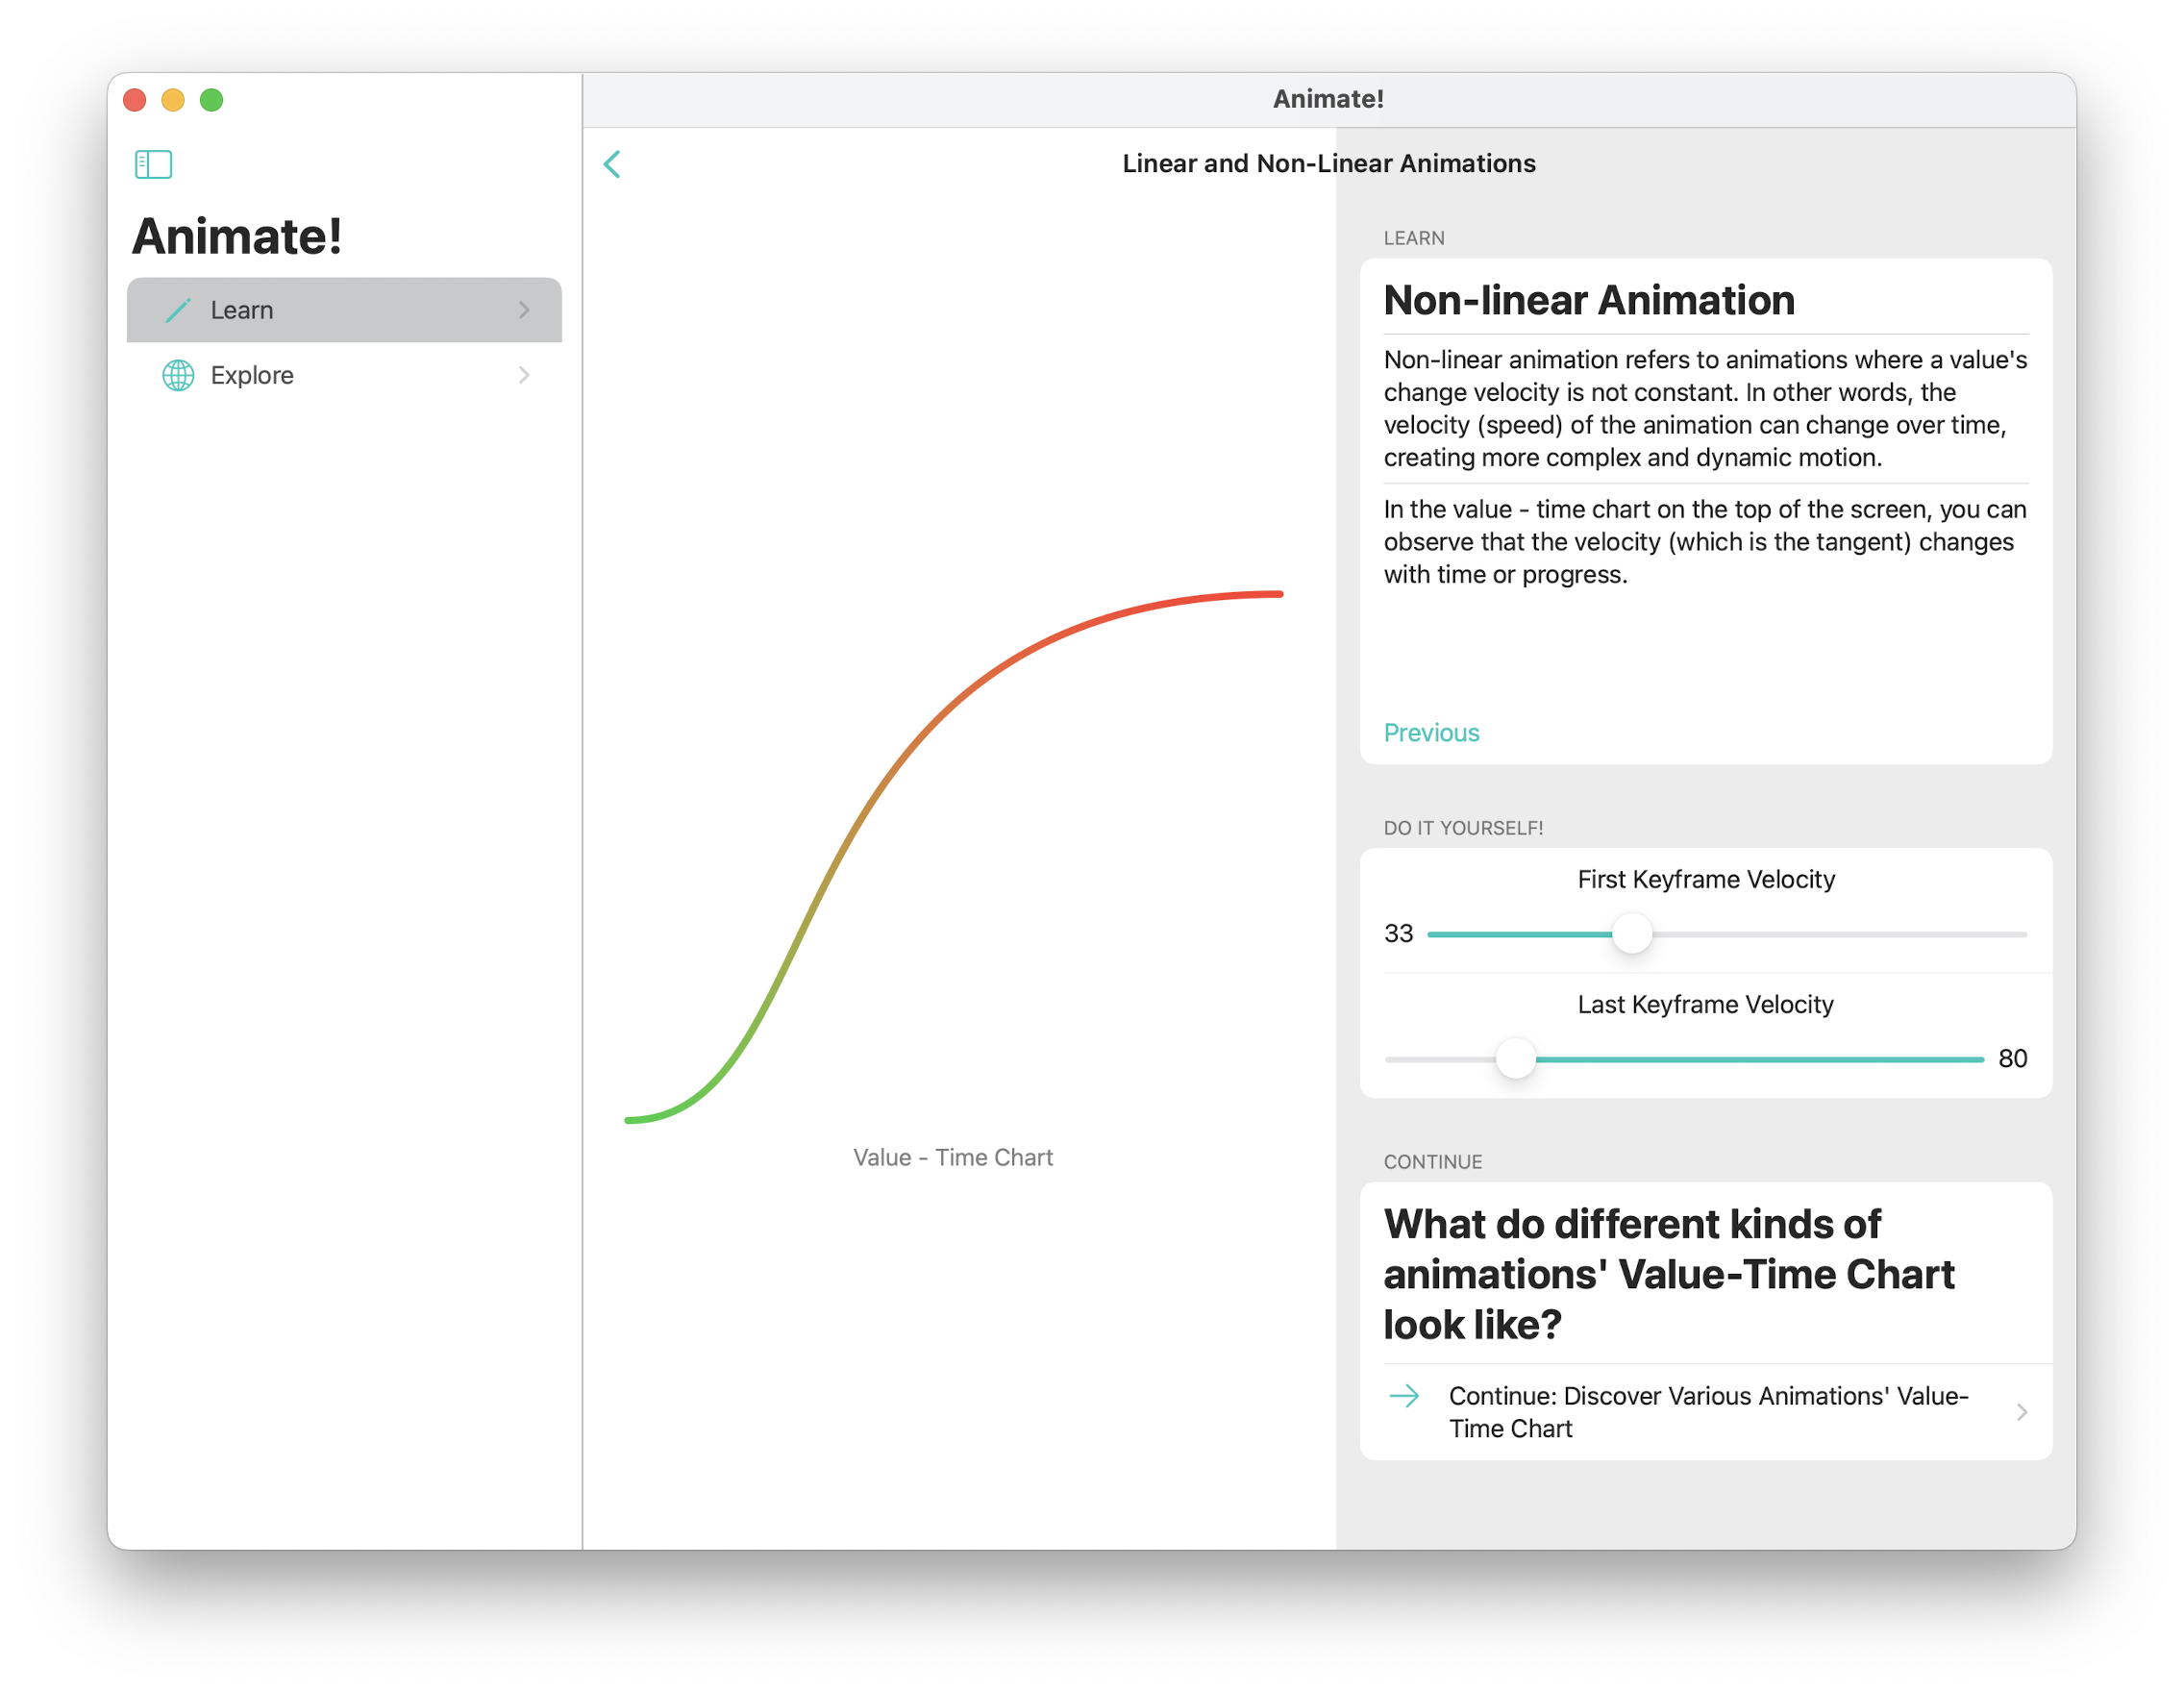 Animate!
Animate!
Learn
Explore
Linear and Non-Linear Animations
Value - Time Chart
LEARN
Non-linear Animation
Non-linear animation refers to animations where a value's
change velocity is not constant. In other words, the
velocity (speed) of the animation can change over time,
creating more complex and dynamic motion.
In the value - time chart on the top of the screen, you can
observe that the velocity (which is the tangent) changes
with time or progress.
Previous
DO IT YOURSELF!
First Keyframe Velocity
33
Last Keyframe Velocity
80
CONTINUE
What do different kinds of
animations' Value-Time Chart
look like?
Continue: Discover Various Animations' Value-
Time Chart